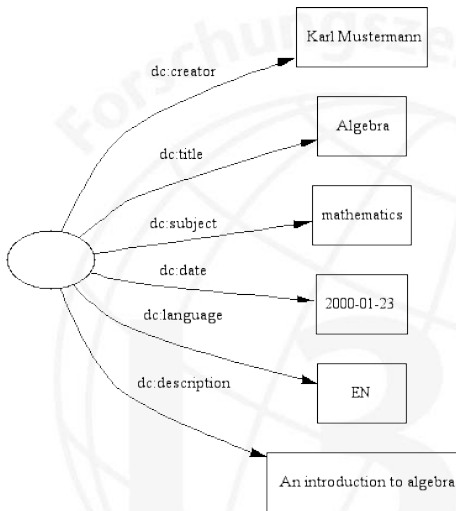 Karl Mustermann
dc:creator
Algebra
dc:title
mathematics
dc:subject
dc:date
2000-01-23
dc:language
EN
dc:description
An introduction to algebra